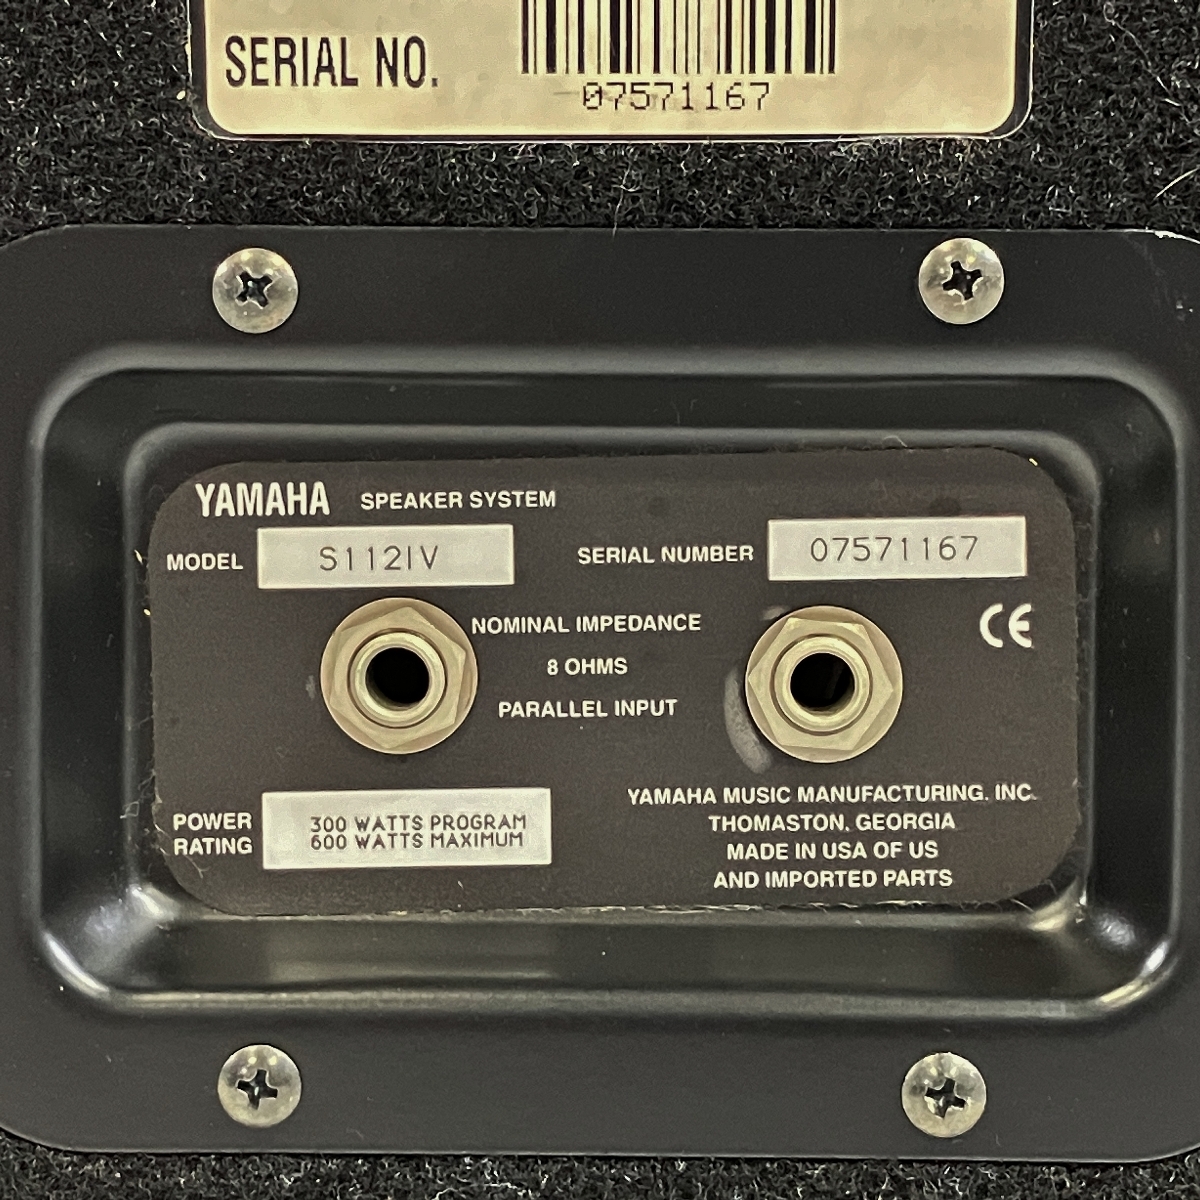 SERIAL NO.
07571167
YAMAHA SPEAKER SYSTEM
MODEL S112IV SERIAL NUMBER 07571167
NOMINAL IMPEDANCE
8 OHMS
PARALLEL INPUT
CE
POWER RATING
300 WATTS PROGRAM
600 WATTS MAXIMUM
YAMAHA MUSIC MANUFACTURING. INC.
THOMASTON. GEORGIA
MADE IN USA OF US
AND IMPORTED PARTS